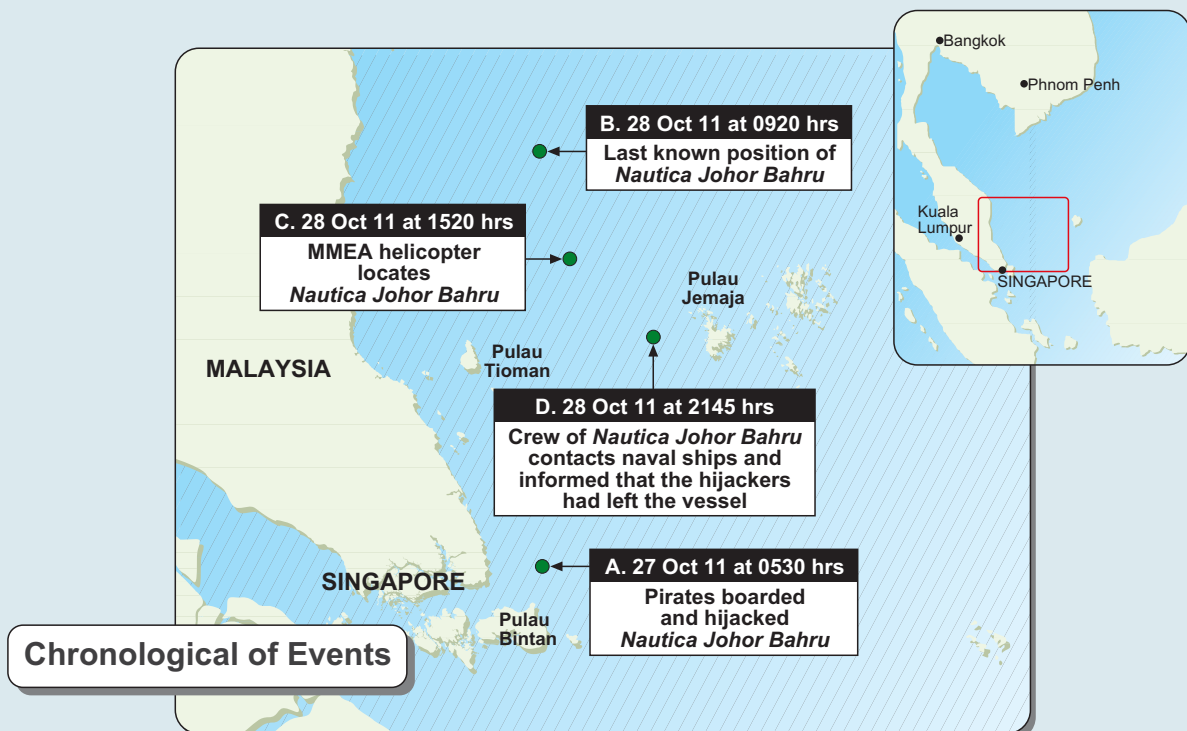 Bangkok
Phnom Penh
Kuala
Lumpur
SINGAPORE
B. 28 Oct 11 at 0920 hrs
Last known position of
Nautica Johor Bahru
C. 28 Oct 11 at 1520 hrs
MMEA helicopter
locates
Nautica Johor Bahru
Pulau
Jemaja
MALAYSIA
Pulau
Tioman
D. 28 Oct 11 at 2145 hrs
Crew of Nautica Johor Bahru
contacts naval ships and
informed that the hijackers
had left the vessel
SINGAPORE
A. 27 Oct 11 at 0530 hrs
Pirates boarded
and hijacked
Nautica Johor Bahru
Pulau
Bintan
Chronological of Events